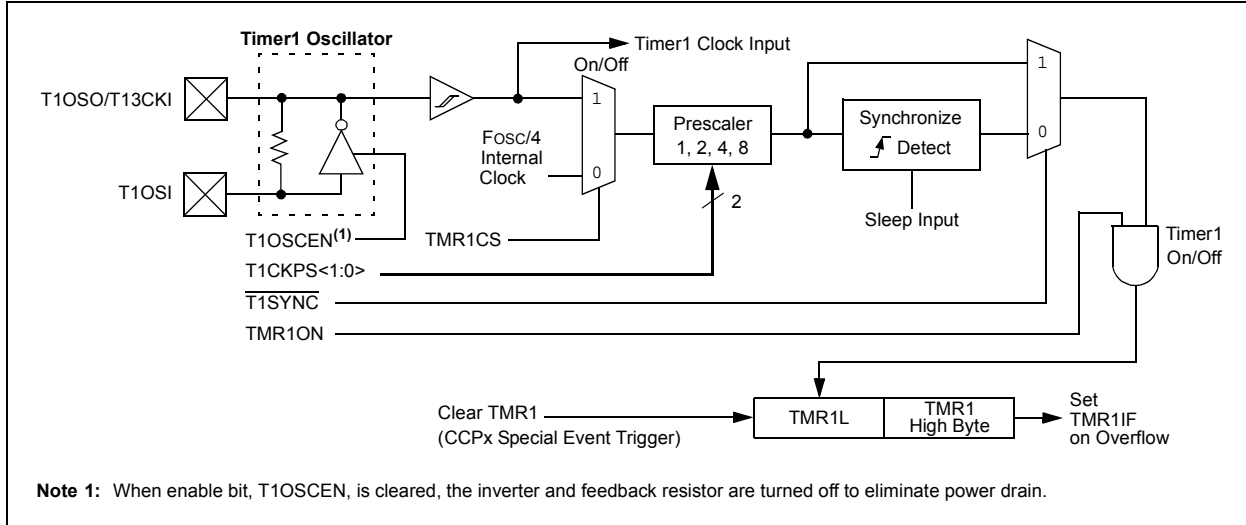 Timer1 Oscillator
Timer1 Clock Input
On/Off
T1OSO/T13CKI
1
1
FOSC/4
Internal
Clock
Prescaler
1, 2, 4, 8
Synchronize
Detect
0
T1OSI
0
2
Sleep Input
T1OSCEN(1)
TMR1CS
Timer1
On/Off
T1CKPS<1:0>
T1SYNC
TMR1ON
Clear TMR1
(CCPx Special Event Trigger)
TMR1L
TMR1
High Byte
Set
TMR1IF
on Overflow
Note 1: When enable bit, T1OSCEN, is cleared, the inverter and feedback resistor are turned off to eliminate power drain.